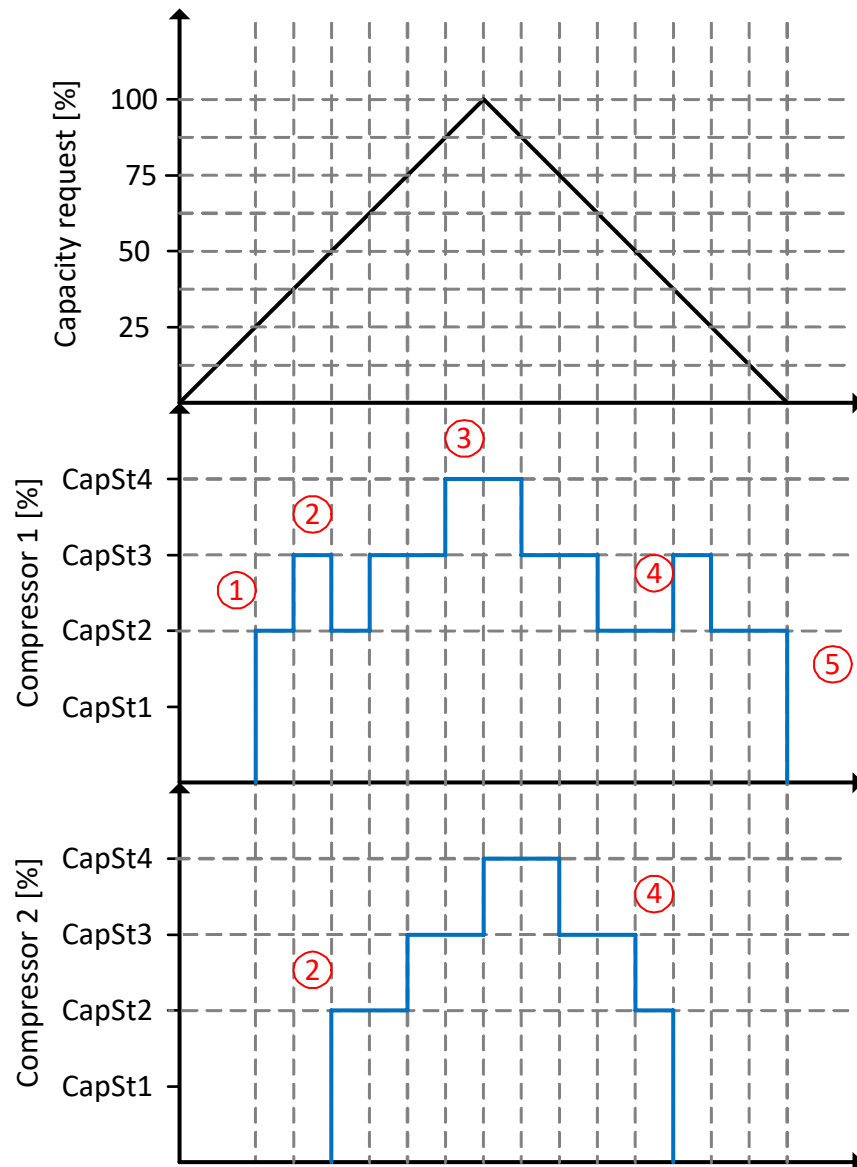 Capacity request [%]
100
75
50
25
Compressor 1 [%]
CapSt4
CapSt3
CapSt2
CapSt1
3
2
1
4
5
Compressor 2 [%]
CapSt4
CapSt3
CapSt2
CapSt1
4
2